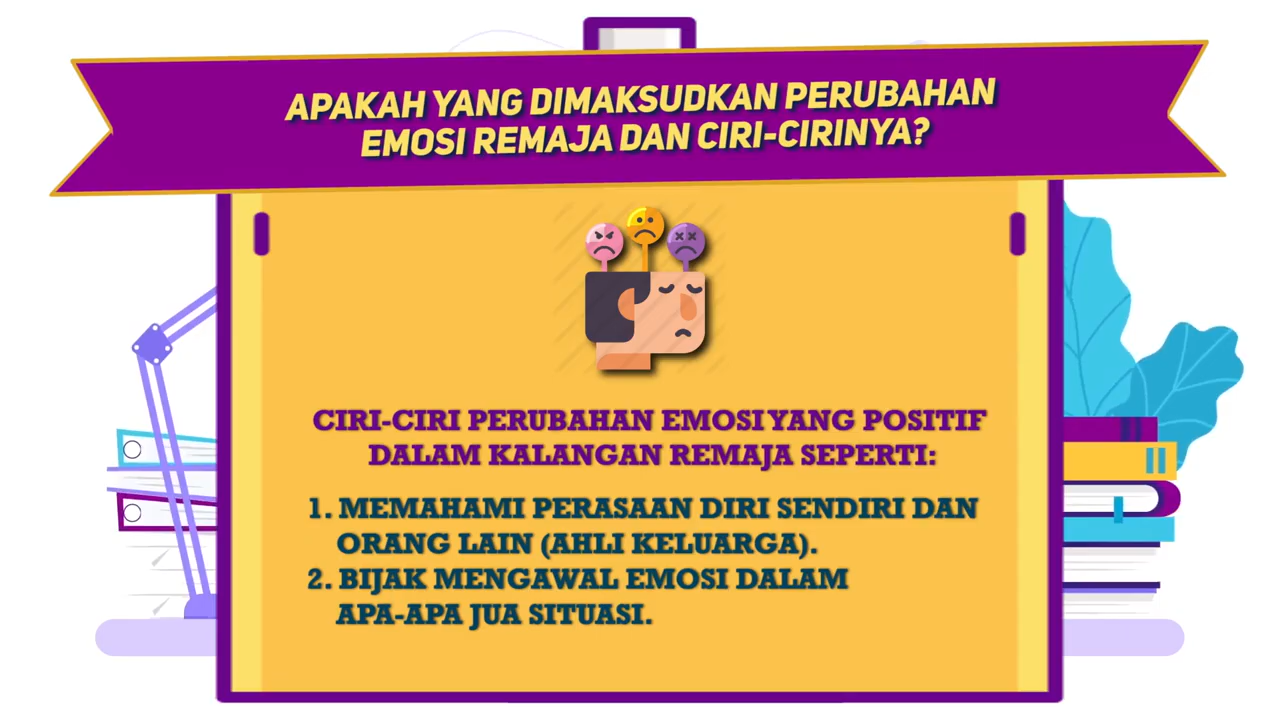 APAKAH YANG DIMAKSUDKAN PERUBAHAN
EMOSI REMAJA DAN CIRI-CIRINYA?
CIRI-CIRI PERUBAHAN EMOSI YANG POSITIF
DALAM KALANGAN REMAJA SEPERTI:
1. MEMAHAMI PERASAAN DIRI SENDIRI DAN
ORANG LAIN (AHLI KELUARGA).
2. BIJAK MENGAWAL EMOSI DALAM
APA-APA JUA SITUASI.